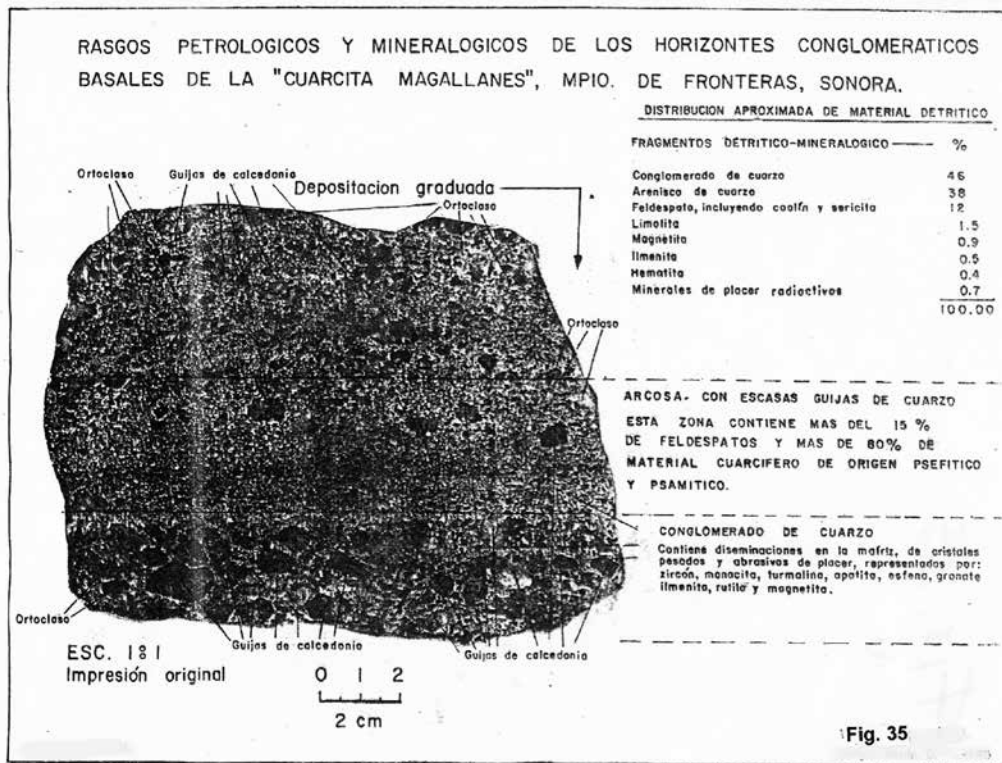 RASGOS PETROLOGICOS Y MINERALOGICOS DE LOS HORIZONTES CONGLOMERATICOS
BASALES DE LA "CUARCITA MAGALLANES", MPIO. DE FRONTERAS, SONORA.
DISTRIBUCION APROXIMADA DE MATERIAL DETRITICO
FRAGMENTOS DETRITICO-MINERALOGICO —— %
Conglomerado de cuarzo 46
Arenisca de cuarzo 38
Feldespato, incluyendo caolín y sericita 12
Limolita 1.5
Magnetita 0.9
Ilmenita 0.5
Hematita 0.4
Minerales de placer radioactivos 0.7
100.00
Ortoclasa
Guijas de calcedonia
Depositacion graduada
Ortoclasa
Ortoclasa
ARCOSA. CON ESCASAS GUIJAS DE CUARZO
ESTA ZONA CONTIENE MAS DEL 15 %
DE FELDESPATOS Y MAS DE 80% DE
MATERIAL CUARCIFERO DE ORIGEN PSEFITICO
Y PSAMITICO.
CONGLOMERADO DE CUARZO
Contiene diseminaciones en la matriz, de cristales
pesados y abrasivos de placer, representados por:
zircón, monacita, turmalina, apatita, esfena, granate
ilmenita, rutilo y magnetita.
Ortoclasa
Guijas de calcedonia
Guijas de calcedonia
ESC. 1:1
Impresión original
0 1 2
2 cm
Fig. 35